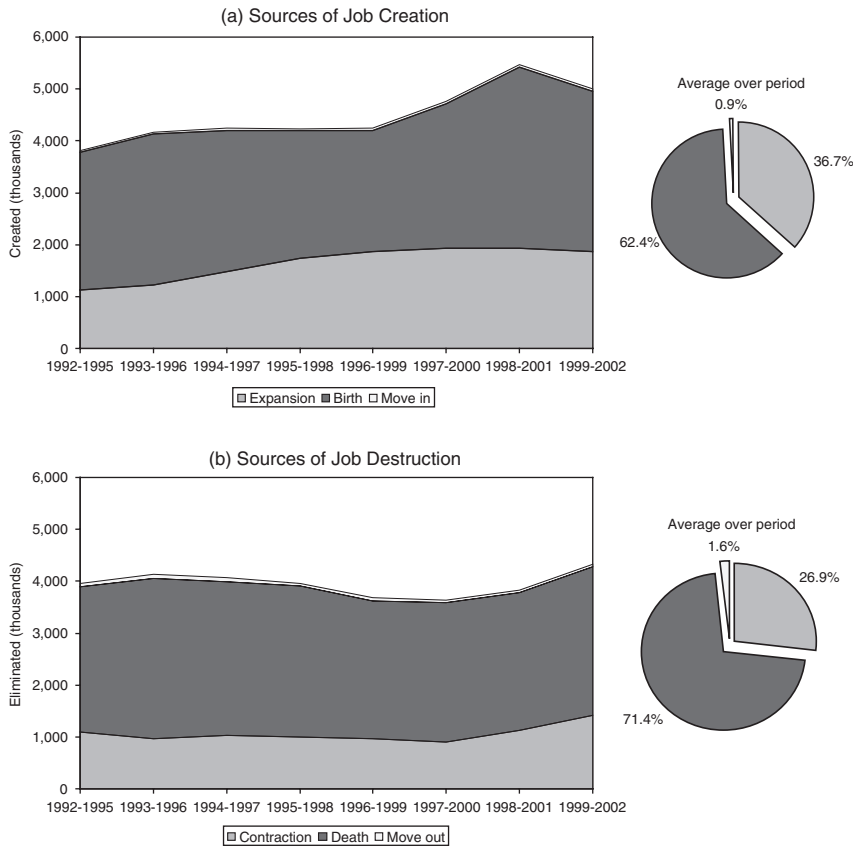 (a) Sources of Job Creation
6,000
5,000
4,000
3,000
2,000
1,000
0
Created (thousands)
1992-1995 1993-1996 1994-1997 1995-1998 1996-1999 1997-2000 1998-2001 1999-2002
Expansion Birth Move in
Average over period
0.9%
36.7%
62.4%
(b) Sources of Job Destruction
6,000
5,000
4,000
3,000
2,000
1,000
0
Eliminated (thousands)
1992-1995 1993-1996 1994-1997 1995-1998 1996-1999 1997-2000 1998-2001 1999-2002
Contraction Death Move out
Average over period
1.6%
26.9%
71.4%